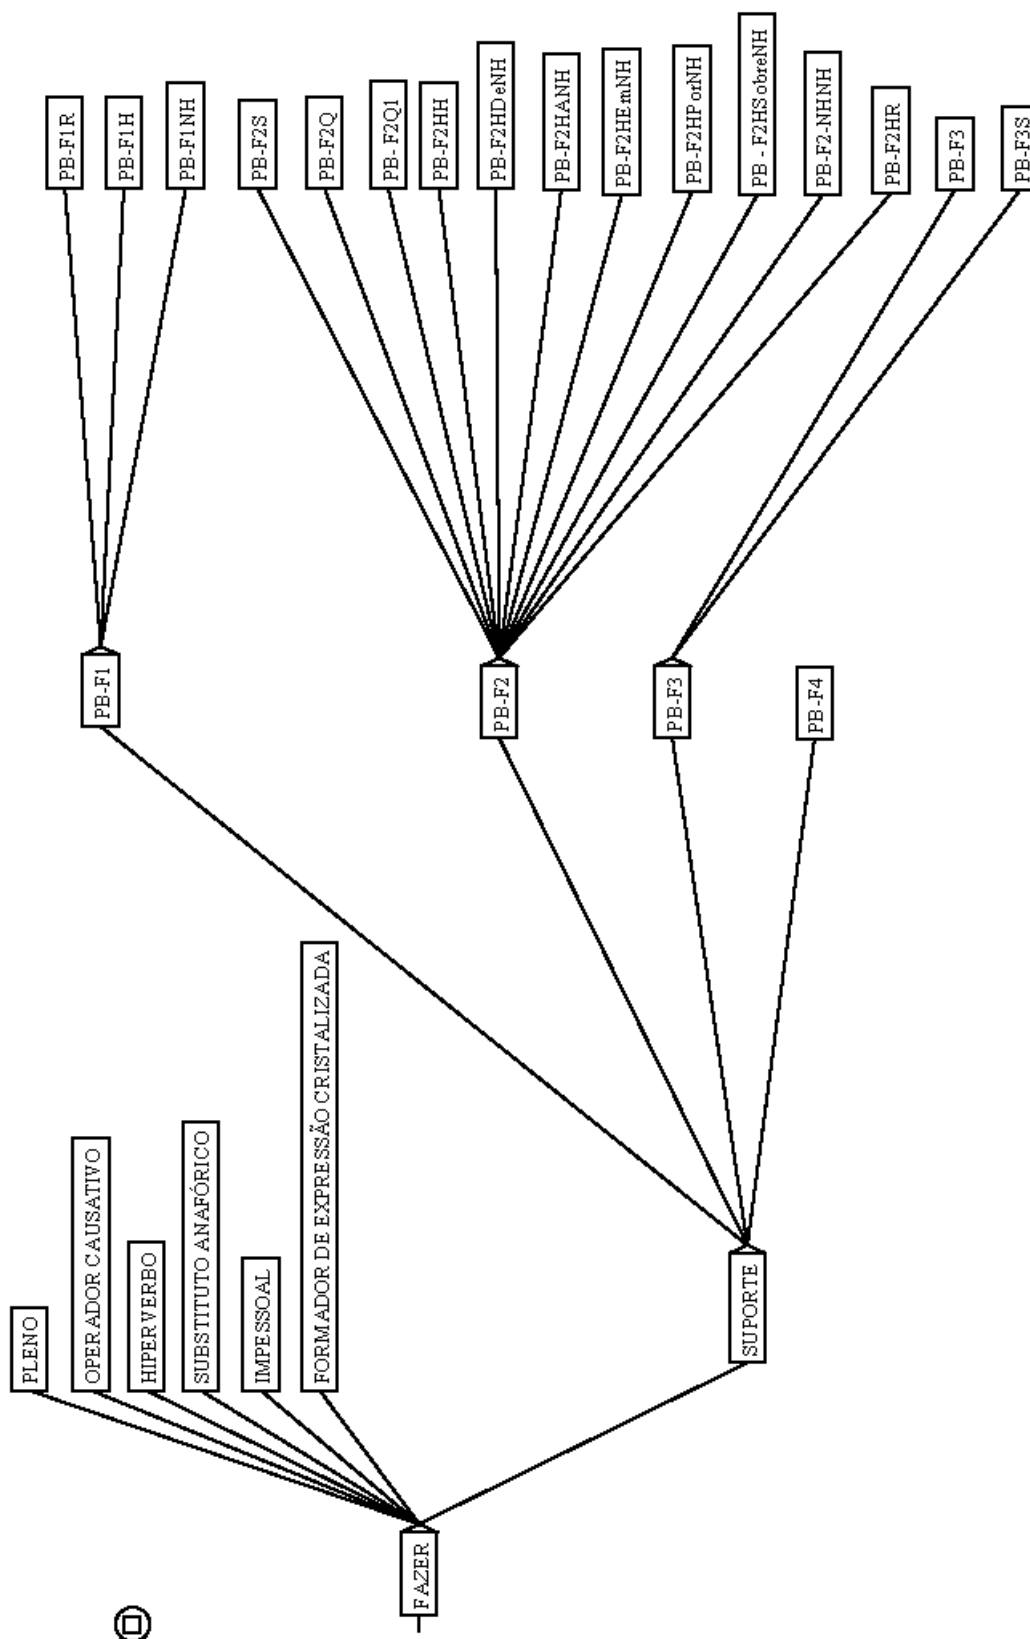 FAZER
PLENO
OPERADOR CAUSATIVO
HIPERVERBO
SUBSTITUTO ANAFÓRICO
IMPESSOAL
FORMADOR DE EXPRESSÃO CRISTALIZADA
SUPORTE
PB-F1
PB-F2
PB-F3
PB-F4
PB-F1R
PB-F1H
PB-F1NH
PB-F2S
PB-F2Q
PB- F2Q1
PB-F2HH
PB-F2HDeNH
PB-F2HANH
PB-F2HEmNH
PB-F2HPorNH
PB - F2HSobreNH
PB-F2-NHNH
PB-F2HR
PB-F3
PB-F3S